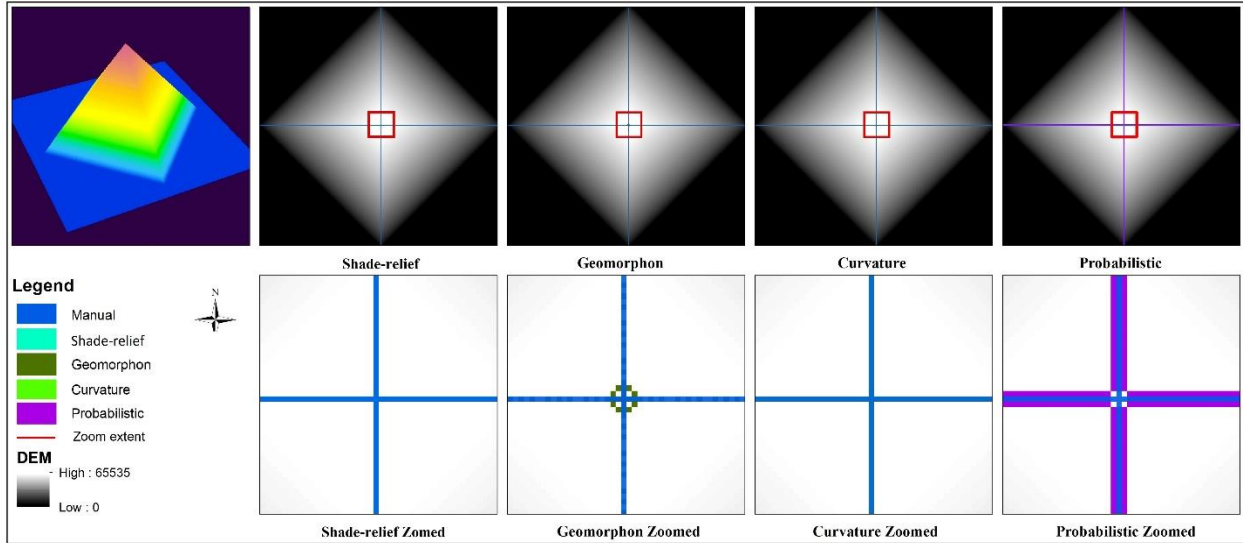 Shade-relief
Geomorphon
Curvature
Probabilistic
Legend
N
Manual
Shade-relief
Geomorphon
Curvature
Probabilistic
Zoom extent
DEM
High : 65535
Low : 0
Shade-relief Zomed
Geomorphon Zoomed
Curvature Zoomed
Probabilistic Zoomed